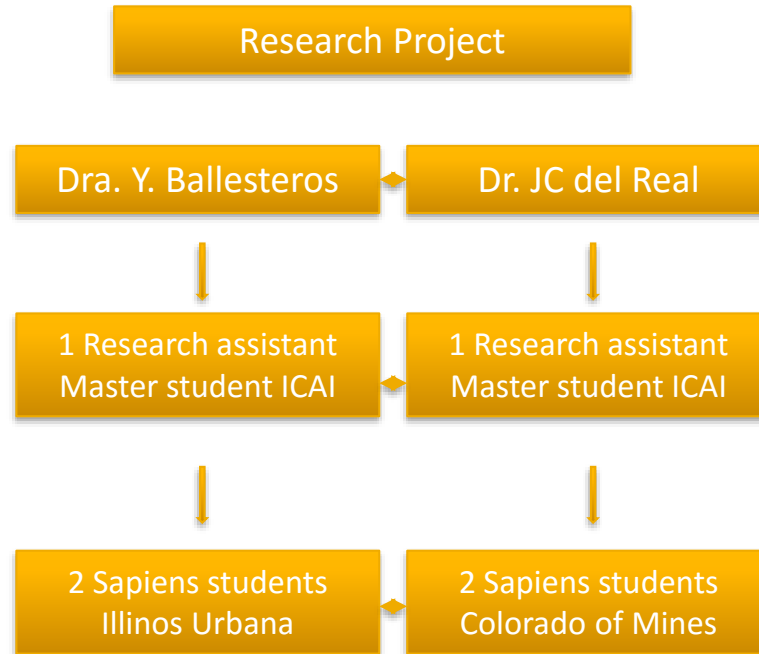 Research Project
Dra. Y. Ballesteros
Dr. JC del Real
1 Research assistant
Master student ICAI
1 Research assistant
Master student ICAI
2 Sapiens students
Illinos Urbana
2 Sapiens students
Colorado of Mines